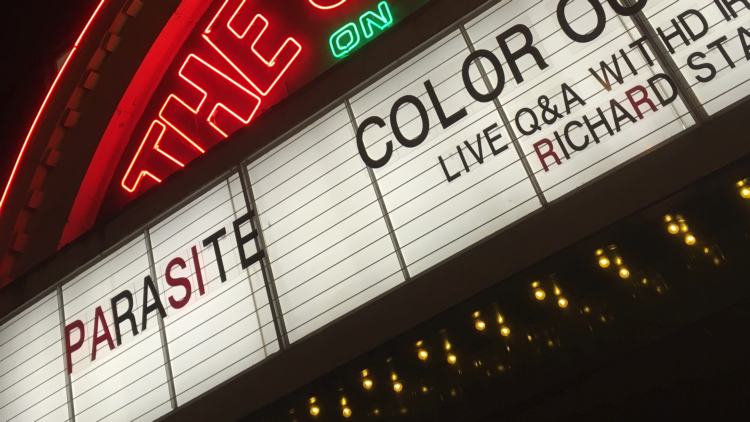 THE
ON
COLOR OU
LIVE Q&A WITH DIR
RICHARD STA
PARASITE